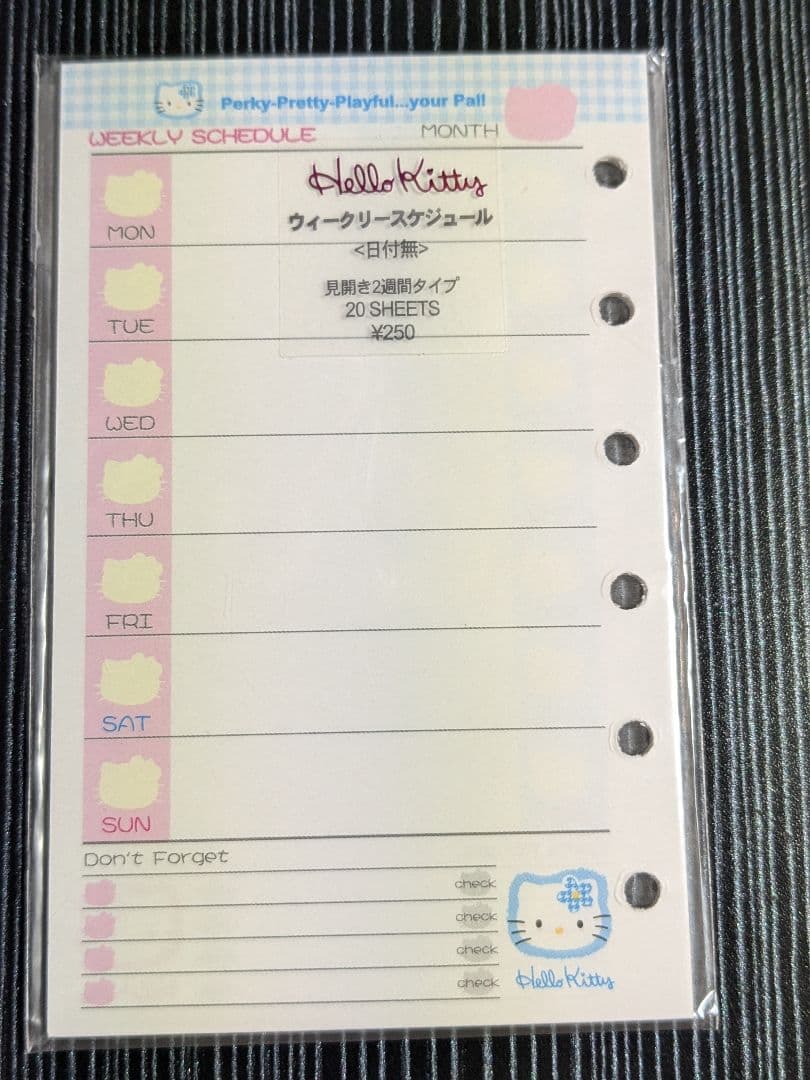 Perky-Pretty-Playful...your Pal!
WEEKLY SCHEDULE
MONTH
Hello Kitty
ウィークリースケジュール
<日付無>
見開き2週間タイプ
20 SHEETS
¥250
MON
TUE
WED
THU
FRI
SAT
SUN
Don't Forget
check
check
check
check
Hello Kitty